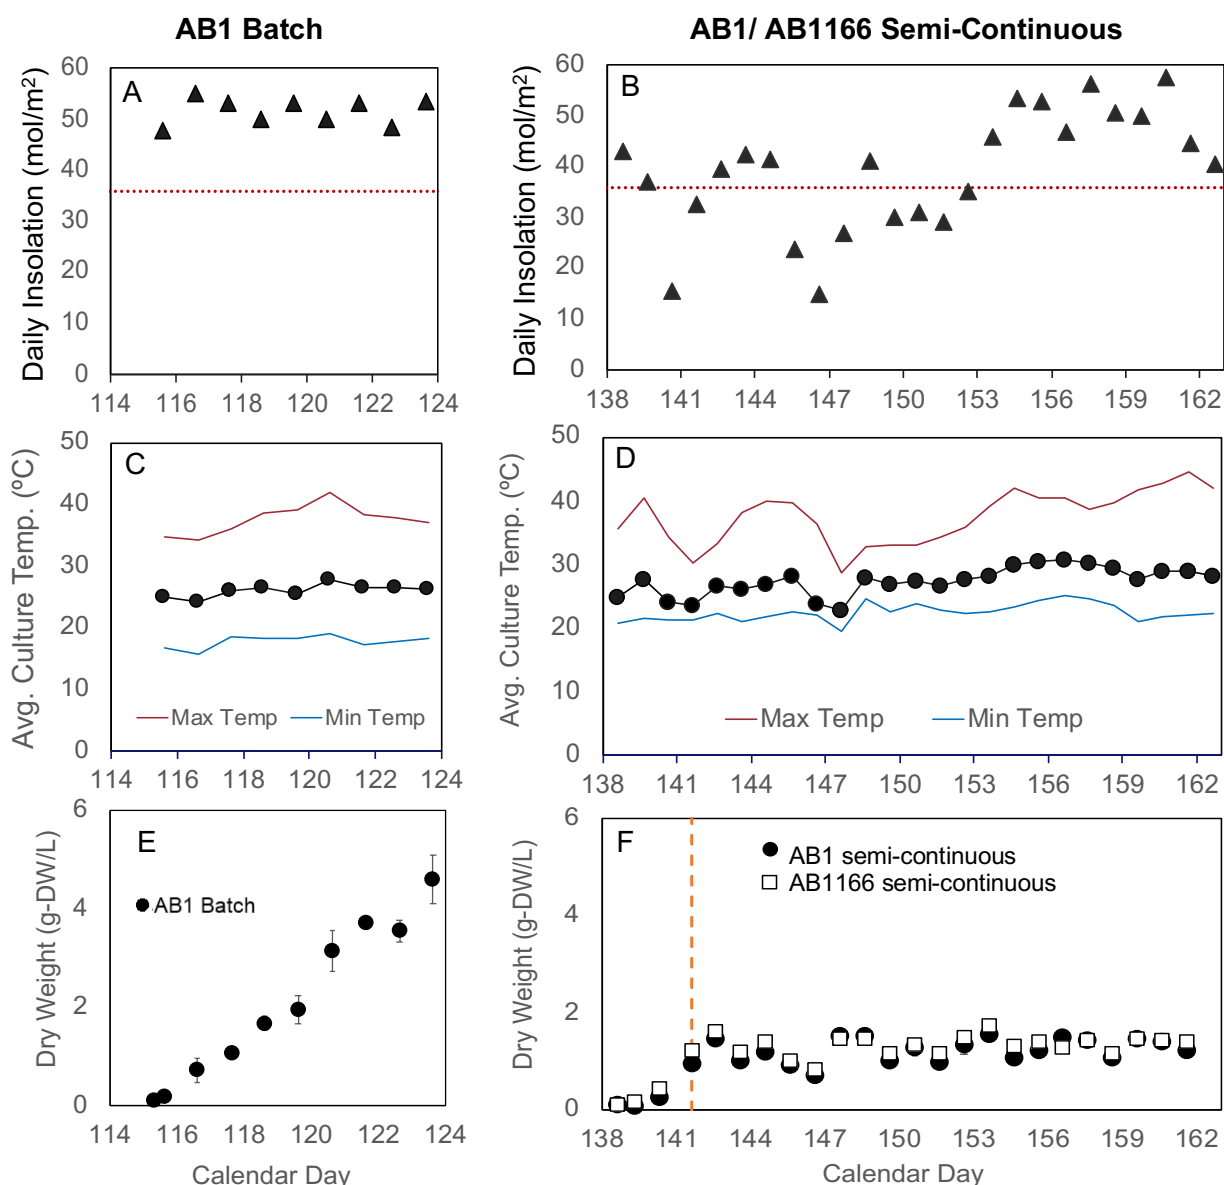 AB1 Batch
AB1/ AB1166 Semi-Continuous
A
Daily Insolation (mol/m²)
60
50
40
30
20
10
0
114 116 118 120 122 124
B
Daily Insolation (mol/m²)
60
50
40
30
20
10
0
138 141 144 147 150 153 156 159 162
C
Avg. Culture Temp. (ºC)
50
40
30
20
10
0
Max Temp Min Temp
114 116 118 120 122 124
D
Avg. Culture Temp. (ºC)
50
40
30
20
10
0
Max Temp Min Temp
138 141 144 147 150 153 156 159 162
E
Dry Weight (g-DW/L)
6
4
2
0
AB1 Batch
114 116 118 120 122 124
Calendar Day
F
Dry Weight (g-DW/L)
6
4
2
0
AB1 semi-continuous
AB1166 semi-continuous
138 141 144 147 150 153 156 159 162
Calendar Day